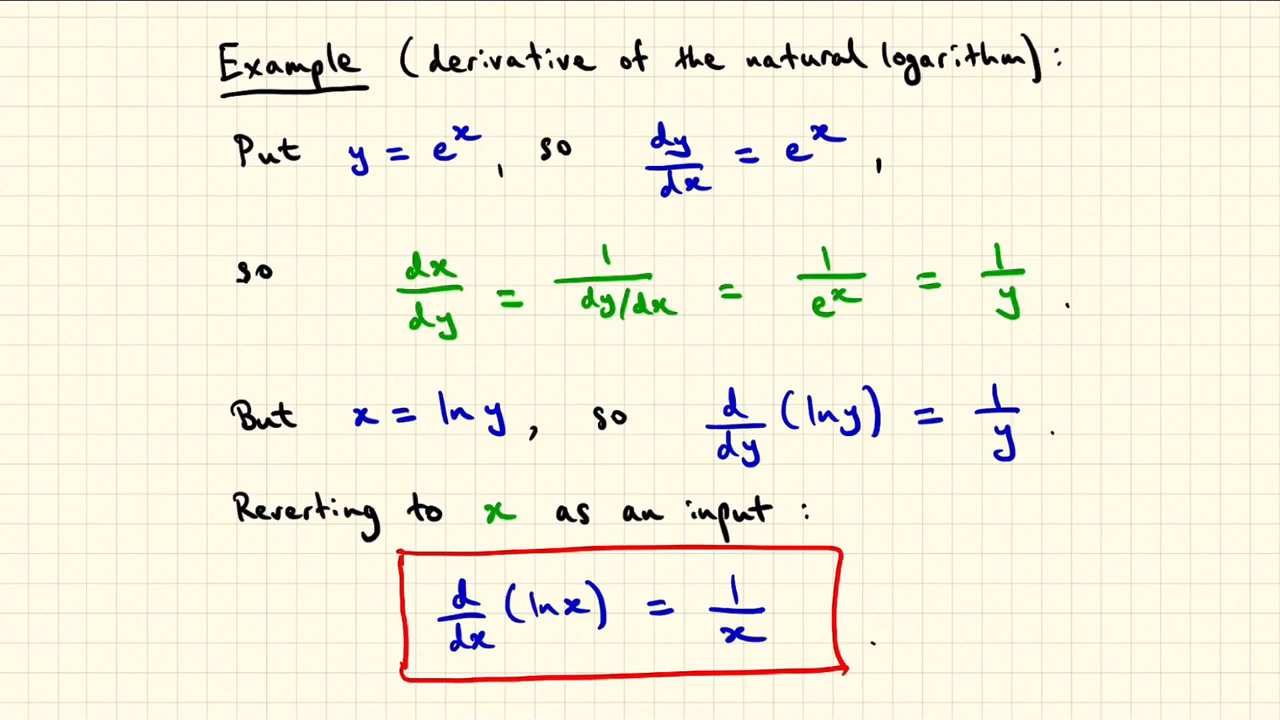 Example (derivative of the natural logarithm):
Put y = e^x, so dy/dx = e^x,
so dx/dy = 1/(dy/dx) = 1/e^x = 1/y.
But x = ln y, so d/dy (ln y) = 1/y.
Reverting to x as an input:
d/dx (ln x) = 1/x.